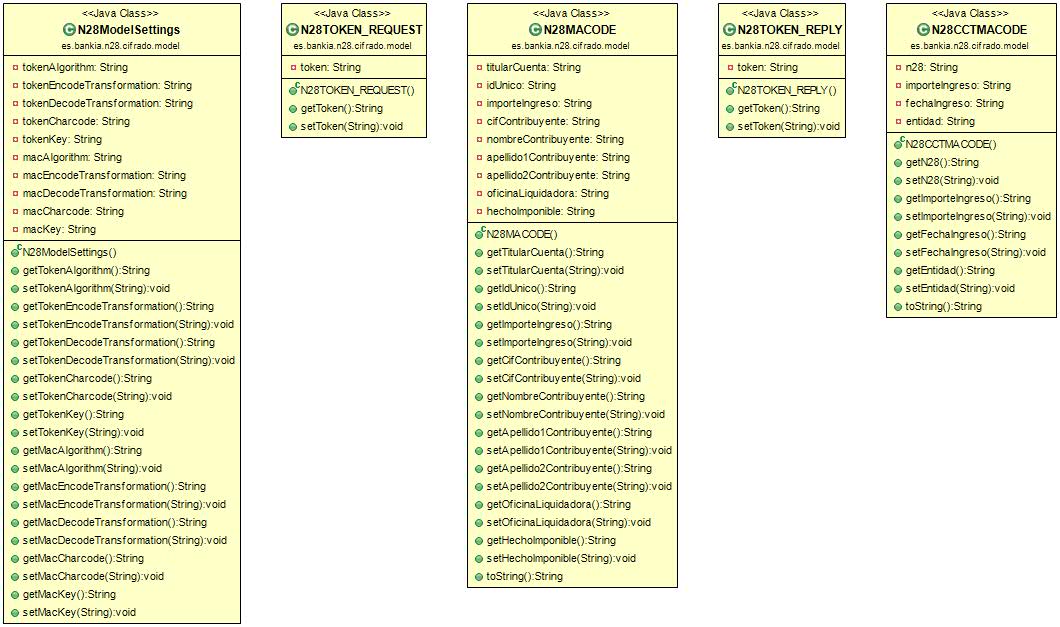 <<Java Class>>
N28ModelSettings
es.bankia.n28.cifrado.model
tokenAlgorithm: String
tokenEncodeTransformation: String
tokenDecodeTransformation: String
tokenCharcode: String
tokenKey: String
macAlgorithm: String
macEncodeTransformation: String
macDecodeTransformation: String
macCharcode: String
macKey: String
N28ModelSettings()
getTokenAlgorithm():String
setTokenAlgorithm(String):void
getTokenEncodeTransformation():String
setTokenEncodeTransformation(String):void
getTokenDecodeTransformation():String
setTokenDecodeTransformation(String):void
getTokenCharcode():String
setTokenCharcode(String):void
getTokenKey():String
setTokenKey(String):void
getMacAlgorithm():String
setMacAlgorithm(String):void
getMacEncodeTransformation():String
setMacEncodeTransformation(String):void
getMacDecodeTransformation():String
setMacDecodeTransformation(String):void
getMacCharcode():String
setMacCharcode(String):void
getMacKey():String
setMacKey(String):void
<<Java Class>>
N28TOKEN_REQUEST
es.bankia.n28.cifrado.model
token: String
N28TOKEN_REQUEST()
getToken():String
setToken(String):void
<<Java Class>>
N28MACODE
es.bankia.n28.cifrado.model
titularCuenta: String
idUnico: String
importeIngreso: String
cifContribuyente: String
nombreContribuyente: String
apellido1Contribuyente: String
apellido2Contribuyente: String
oficinaLiquidadora: String
hechoImponible: String
N28MACODE()
getTitularCuenta():String
setTitularCuenta(String):void
getIdUnico():String
setIdUnico(String):void
getImporteIngreso():String
setImporteIngreso(String):void
getCifContribuyente():String
setCifContribuyente(String):void
getNombreContribuyente():String
setNombreContribuyente(String):void
getApellido1Contribuyente():String
setApellido1Contribuyente(String):void
getApellido2Contribuyente():String
setApellido2Contribuyente(String):void
getOficinaLiquidadora():String
setOficinaLiquidadora(String):void
getHechoImponible():String
setHechoImponible(String):void
toString():String
<<Java Class>>
N28TOKEN_REPLY
es.bankia.n28.cifrado.model
token: String
N28TOKEN_REPLY()
getToken():String
setToken(String):void
<<Java Class>>
N28CCTMACODE
es.bankia.n28.cifrado.model
n28: String
importeIngreso: String
fechaIngreso: String
entidad: String
N28CCTMACODE()
getN28():String
setN28(String):void
getImporteIngreso():String
setImporteIngreso(String):void
getFechaIngreso():String
setFechaIngreso(String):void
getEntidad():String
setEntidad(String):void
toString():String